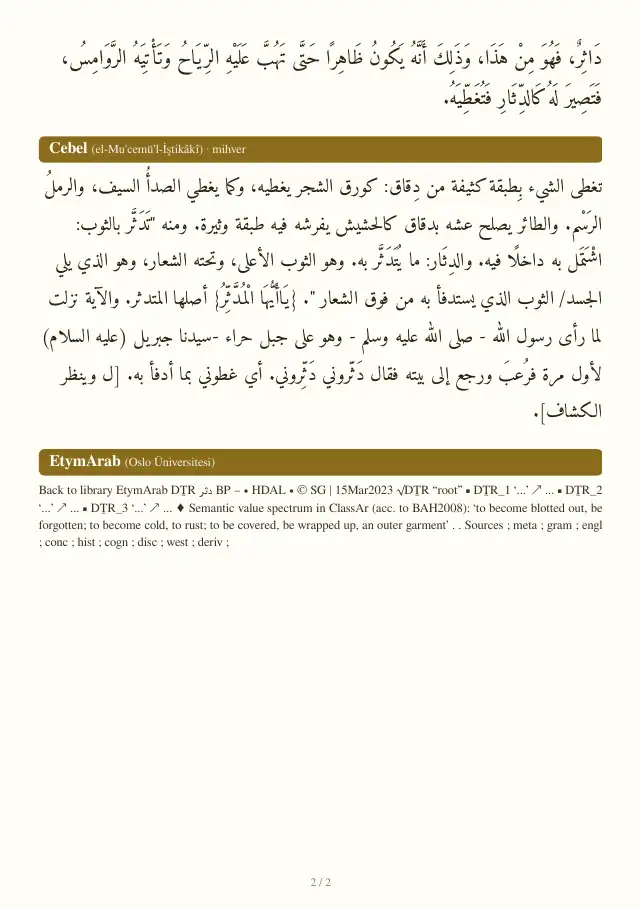 دَاثِرٌ، فَهُوَ مِنْ هَذَا، وَذَلِكَ أَنَّهُ يَكُونُ ظَاهِرًا حَتَّى تَهُبَّ عَلَيْهِ الرِّيَاحُ وَتَأْتِيَهُ الرَّوَامِسُ،
فَتَصِيرَ لَهُ كَالدِّثَارِ فَتُغَطِّيَهُ.
Cebel (el-Mu'cemü'l-İştikâkî) · mihver
تغطى الشيء بِطبقة كثيفة من دِقاق: كورق الشجر يغطيه، وكما يغطي الصدأُ السيف، والرملُ
الرَسْم. والطائر يصلح عشه بدقاق كالحشيش يفرشه فيه طبقة وثيرة. ومنه "تَدَثَّر بالثوب:
اشْتَمَل به داخلًا فيه. والدِثَار: ما يُتَدَثَّر به. وهو الثوب الأعلى، وتحته الشعار، وهو الذي يلي
الجسد/ الثوب الذي يستدفأ به من فوق الشعار". {يَاأَيُّهَا الْمُدَّثِّرُ} أصلها المتدثر. والآية نزلت
لما رأى رسول الله - صلى الله عليه وسلم - وهو على جبل حراء -سيدنا جبريل (عليه السلام)
لأول مرة فرُعبَ ورجع إلى بيته فقال دَثّروني دَثِّروني. أي غطوني بما أدفأ به. [ل وينظر
الكشاف].
EtymArab (Oslo Üniversitesi)
Back to library EtymArab DṮR دثر BP – • HDAL • © SG | 15Mar2023 √DṮR “root” ▪ DṮR_1 ‘...’ ↗ ... ▪ DṮR_2
‘...’ ↗ ... ▪ DṮR_3 ‘...’ ↗ ... ♦ Semantic value spectrum in ClassAr (acc. to BAH2008): ‘to become blotted out, be
forgotten; to become cold, to rust; to be covered, be wrapped up, an outer garment’ . . Sources ; meta ; gram ; engl
; conc ; hist ; cogn ; disc ; west ; deriv ;
2 / 2